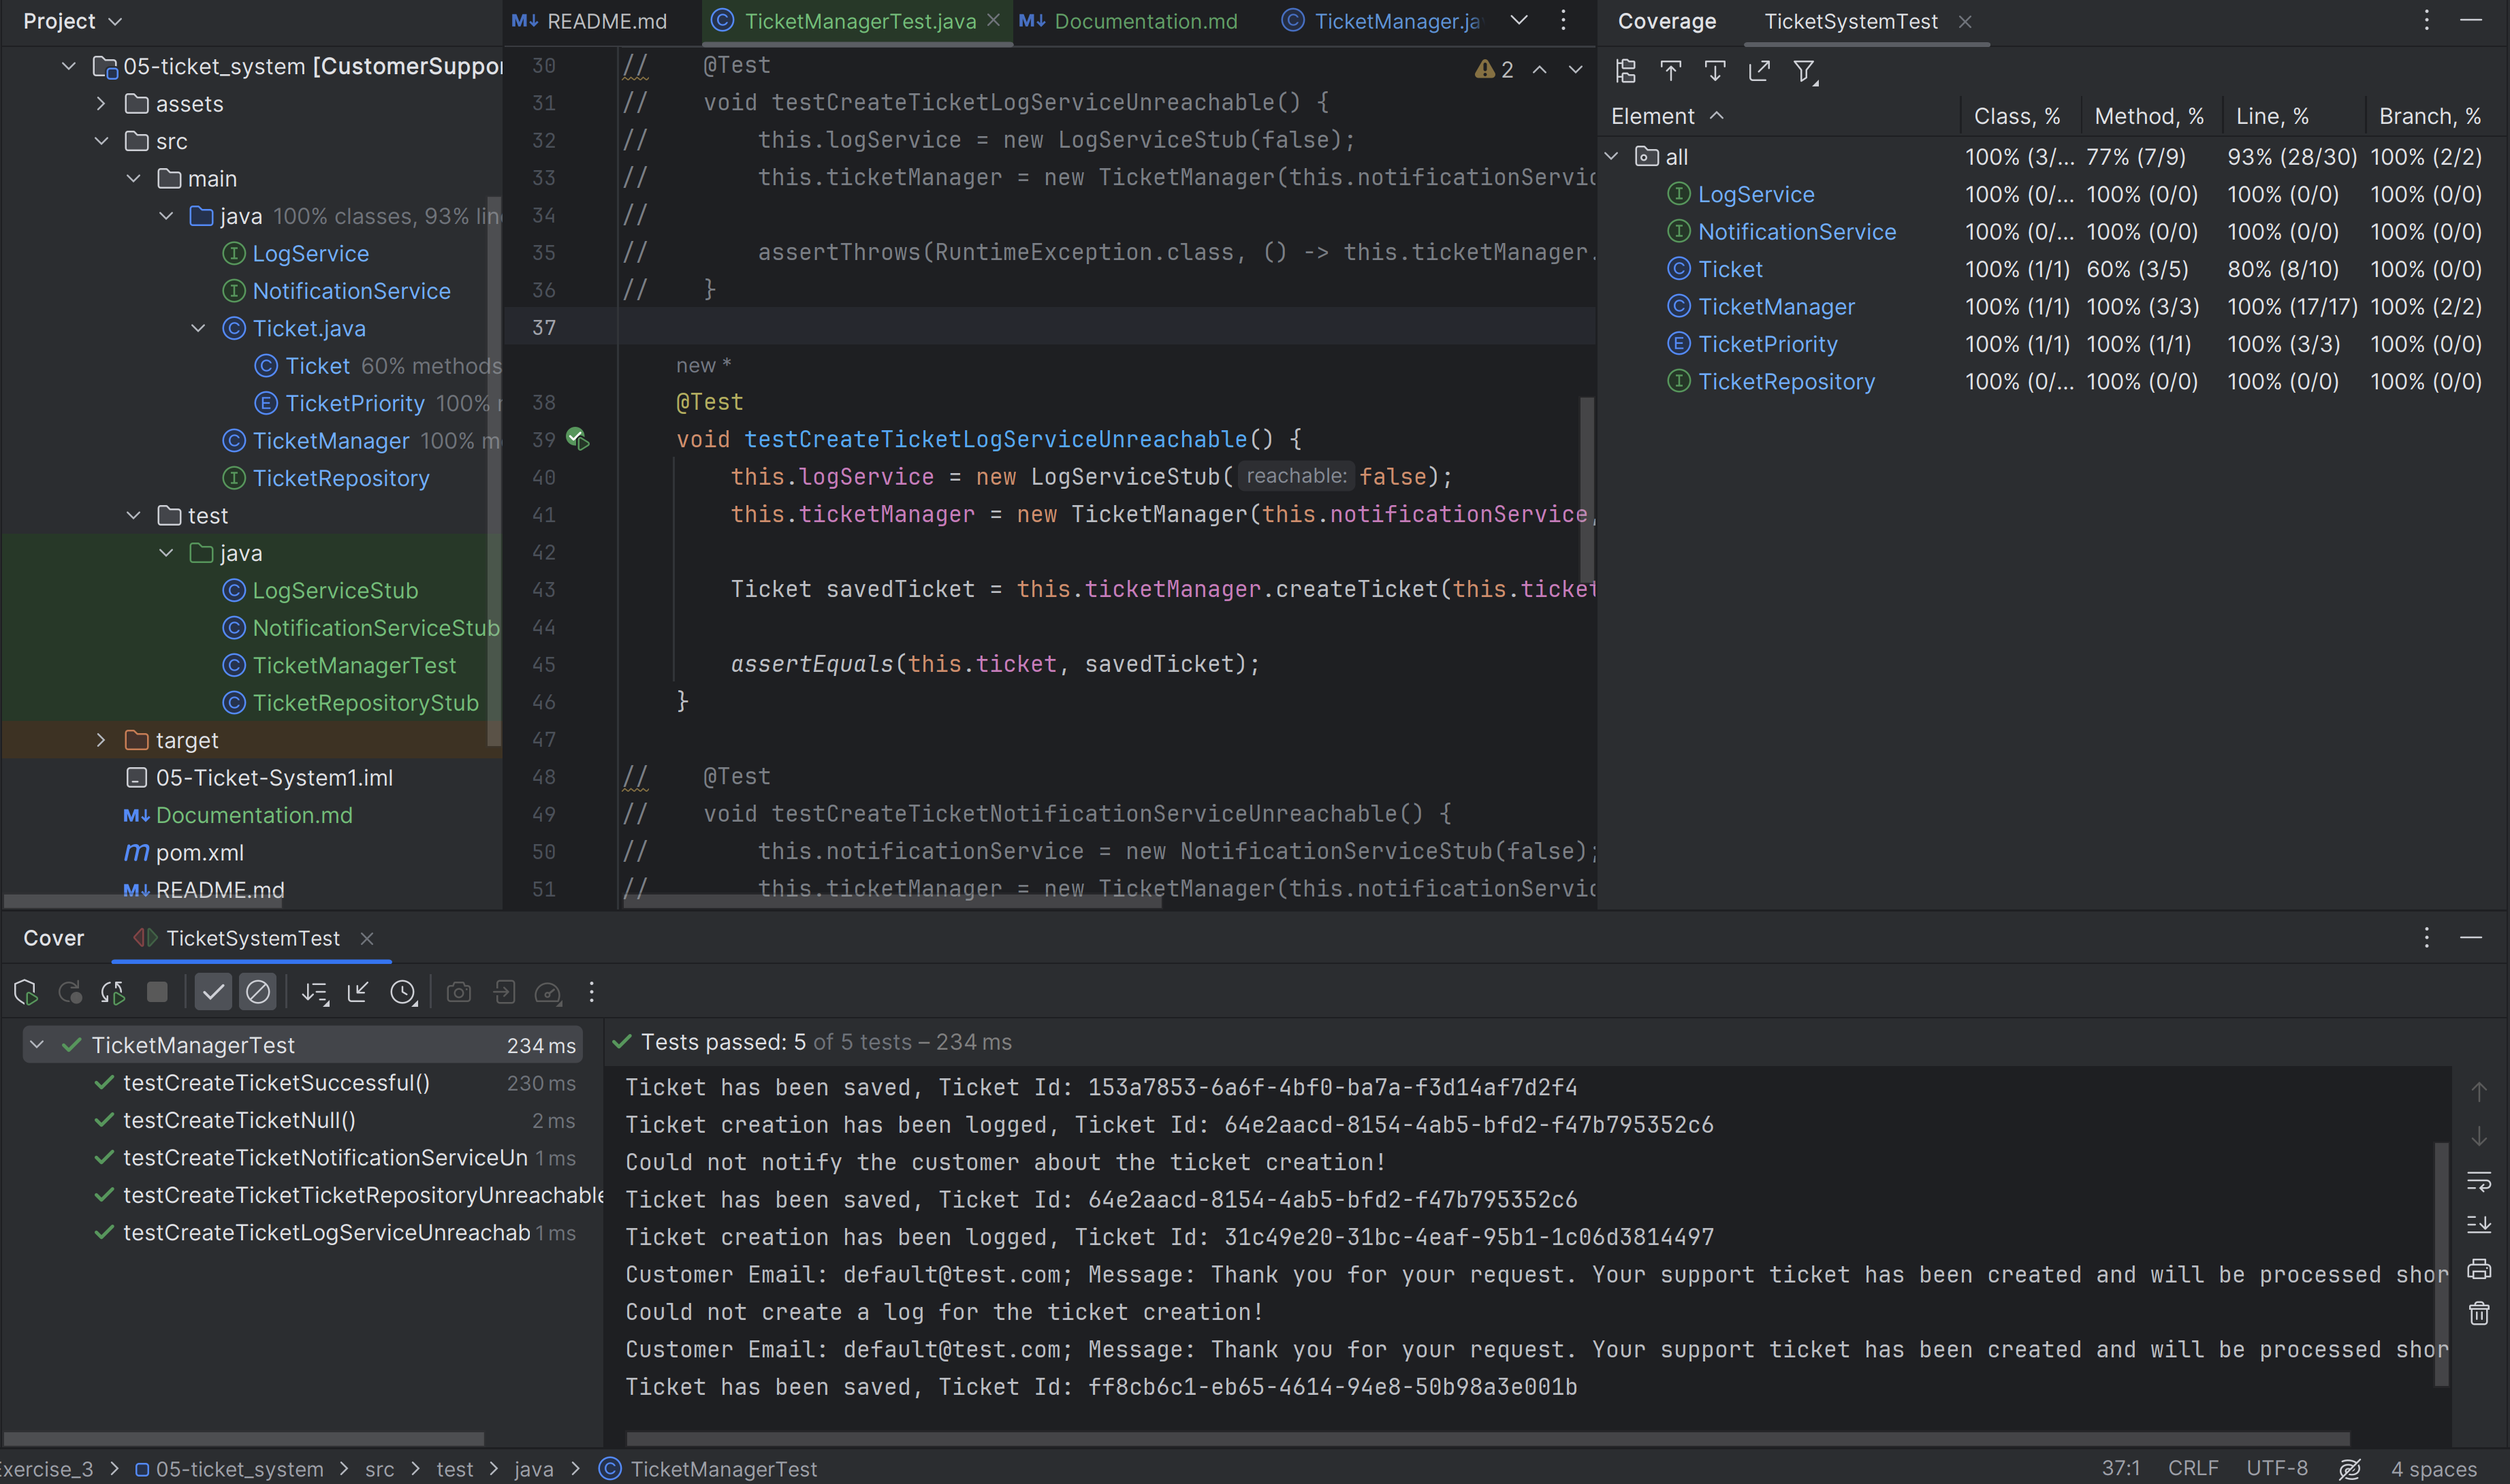 Project
05-ticket_system [CustomerSuppor
assets
src
main
java 100% classes, 93% lin
LogService
NotificationService
Ticket.java
Ticket 60% methods
TicketPriority 100%
TicketManager 100% m
TicketRepository
test
java
LogServiceStub
NotificationServiceStub
TicketManagerTest
TicketRepositoryStub
target
05-Ticket-System1.iml
M↓ Documentation.md
m pom.xml
M↓ README.md
M↓ README.md
TicketManagerTest.java
M↓ Documentation.md
TicketManager.ja
2
30 // @Test
31 // void testCreateTicketLogServiceUnreachable() {
32 // this.logService = new LogServiceStub(false);
33 // this.ticketManager = new TicketManager(this.notificationServic
34 //
35 // assertThrows(RuntimeException.class, () -> this.ticketManager.
36 // }
37
new *
38 @Test
39 void testCreateTicketLogServiceUnreachable() {
40 this.logService = new LogServiceStub( reachable: false);
41 this.ticketManager = new TicketManager(this.notificationService,
42
43 Ticket savedTicket = this.ticketManager.createTicket(this.ticket
44
45 assertEquals(this.ticket, savedTicket);
46 }
47
48 // @Test
49 // void testCreateTicketNotificationServiceUnreachable() {
50 // this.notificationService = new NotificationServiceStub(false);
51 // this.ticketManager = new TicketManager(this.notificationServic
Coverage TicketSystemTest
Element Class, % Method, % Line, % Branch, %
all 100% (3/... 77% (7/9) 93% (28/30) 100% (2/2)
LogService 100% (0/... 100% (0/0) 100% (0/0) 100% (0/0)
NotificationService 100% (0/... 100% (0/0) 100% (0/0) 100% (0/0)
Ticket 100% (1/1) 60% (3/5) 80% (8/10) 100% (0/0)
TicketManager 100% (1/1) 100% (3/3) 100% (17/17) 100% (2/2)
TicketPriority 100% (1/1) 100% (1/1) 100% (3/3) 100% (0/0)
TicketRepository 100% (0/... 100% (0/0) 100% (0/0) 100% (0/0)
Cover TicketSystemTest
TicketManagerTest 234 ms
testCreateTicketSuccessful() 230 ms
testCreateTicketNull() 2 ms
testCreateTicketNotificationServiceUn 1 ms
testCreateTicketTicketRepositoryUnreachable
testCreateTicketLogServiceUnreachab 1 ms
Tests passed: 5 of 5 tests – 234 ms
Ticket has been saved, Ticket Id: 153a7853-6a6f-4bf0-ba7a-f3d14af7d2f4
Ticket creation has been logged, Ticket Id: 64e2aacd-8154-4ab5-bfd2-f47b795352c6
Could not notify the customer about the ticket creation!
Ticket has been saved, Ticket Id: 64e2aacd-8154-4ab5-bfd2-f47b795352c6
Ticket creation has been logged, Ticket Id: 31c49e20-31bc-4eaf-95b1-1c06d3814497
Customer Email: default@test.com; Message: Thank you for your request. Your support ticket has been created and will be processed shor
Could not create a log for the ticket creation!
Customer Email: default@test.com; Message: Thank you for your request. Your support ticket has been created and will be processed shor
Ticket has been saved, Ticket Id: ff8cb6c1-eb65-4614-94e8-50b98a3e001b
xercise_3 > 05-ticket_system > src > test > java > TicketManagerTest
37:1 CRLF UTF-8 4 spaces